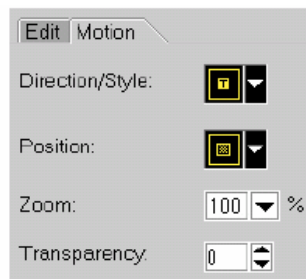 Edit Motion
Direction/Style: T
Position:
Zoom: 100 %
Transparency: 0